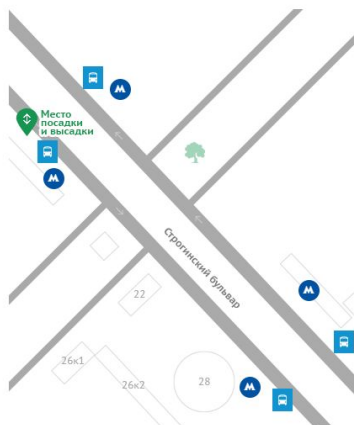 М
Место
посадки
и высадки
М
Строгинский бульвар
22
М
26к1
26к2
28
М